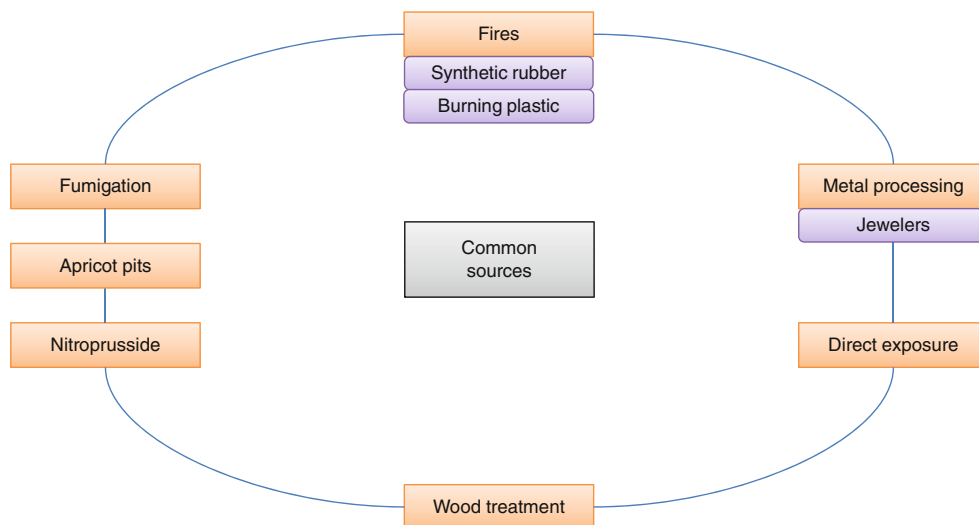 Fires
Synthetic rubber
Burning plastic
Fumigation
Metal processing
Jewelers
Common
sources
Apricot pits
Nitroprusside
Direct exposure
Wood treatment